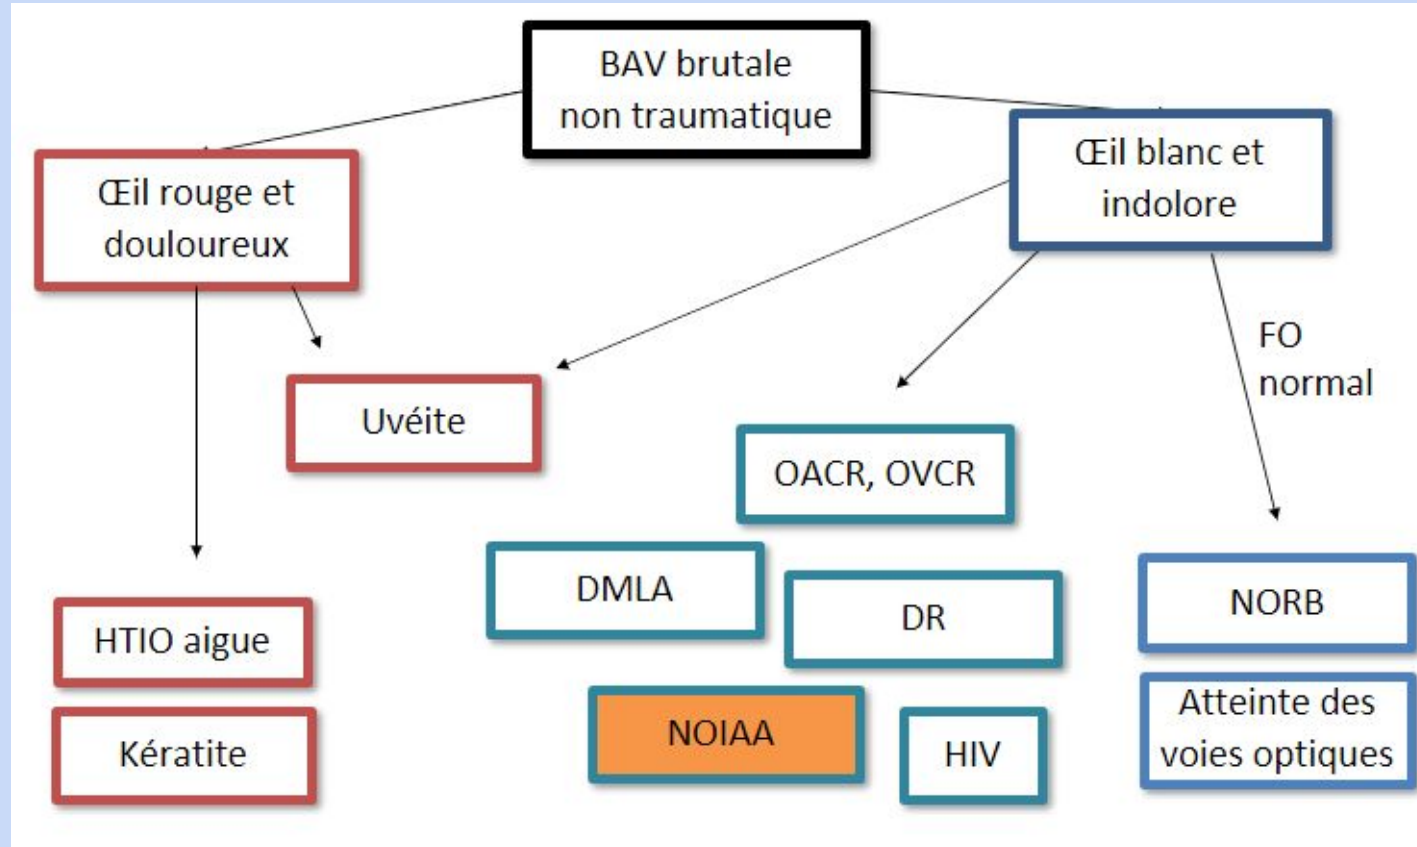 BAV brutale
non traumatique
Œil rouge et
douloureux
Œil blanc et
indolore
FO
normal
Uvéite
OACR, OVCR
DMLA
DR
NORB
HTIO aigue
NOIAA
HIV
Kératite
Atteinte des
voies optiques